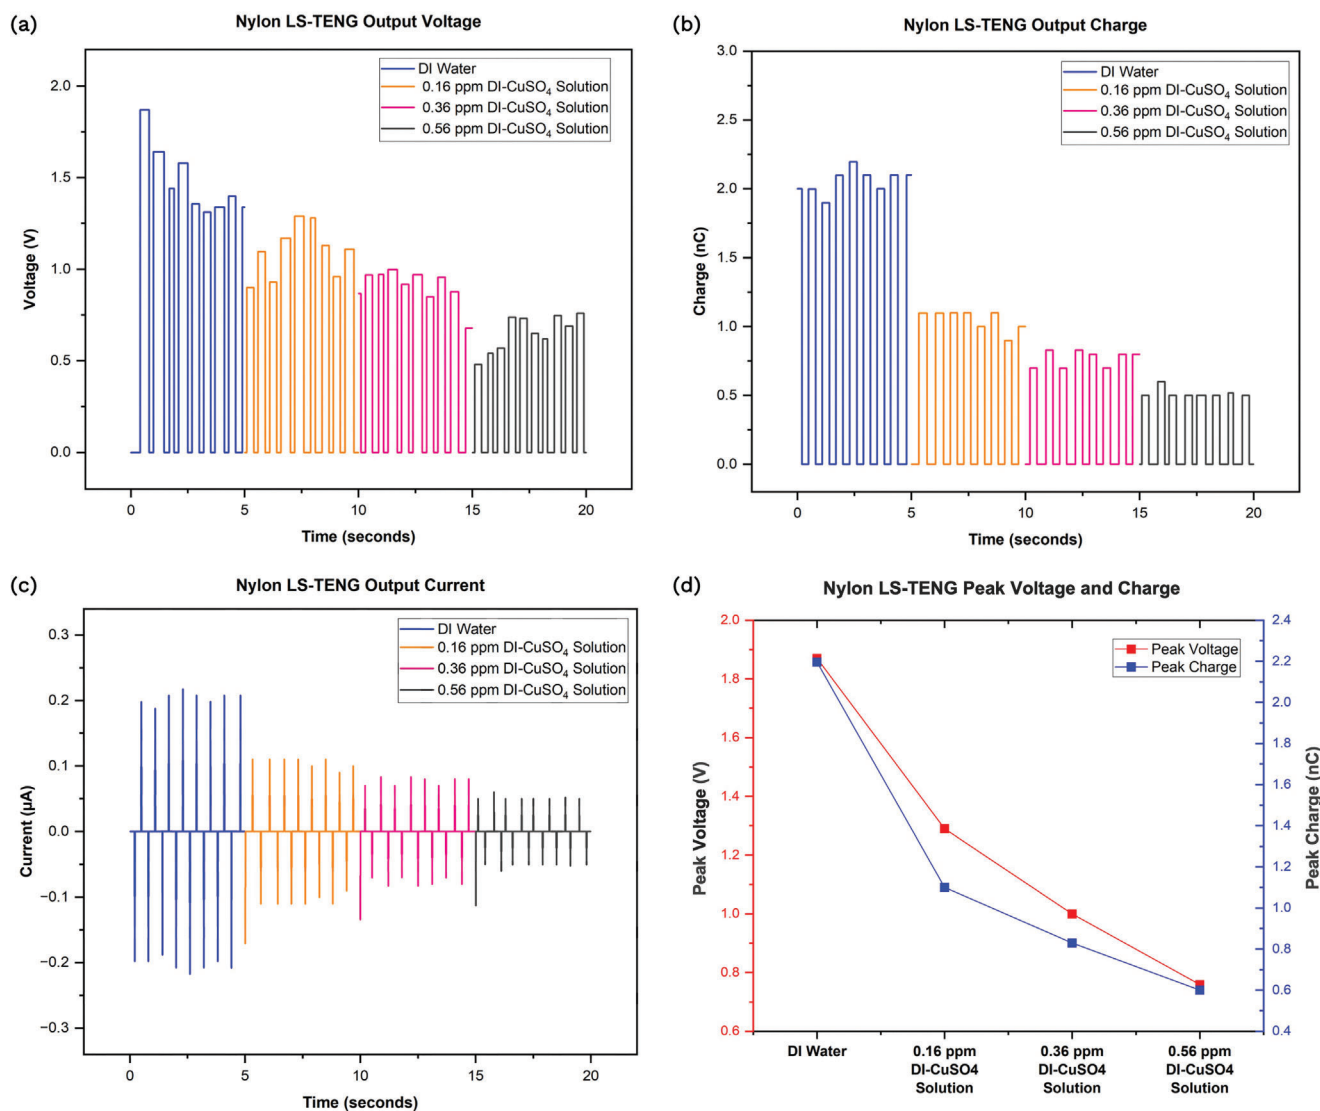 (a)
Nylon LS-TENG Output Voltage
DI Water
0.16 ppm DI-CuSO₄ Solution
0.36 ppm DI-CuSO₄ Solution
0.56 ppm DI-CuSO₄ Solution
Voltage (V)
2.0
1.5
1.0
0.5
0.0
0 5 10 15 20
Time (seconds)
(b)
Nylon LS-TENG Output Charge
DI Water
0.16 ppm DI-CuSO₄ Solution
0.36 ppm DI-CuSO₄ Solution
0.56 ppm DI-CuSO₄ Solution
Charge (nC)
3.0
2.5
2.0
1.5
1.0
0.5
0.0
0 5 10 15 20
Time (seconds)
(c)
Nylon LS-TENG Output Current
DI Water
0.16 ppm DI-CuSO₄ Solution
0.36 ppm DI-CuSO₄ Solution
0.56 ppm DI-CuSO₄ Solution
Current (µA)
0.3
0.2
0.1
0.0
−0.1
−0.2
−0.3
0 5 10 15 20
Time (seconds)
(d)
Nylon LS-TENG Peak Voltage and Charge
Peak Voltage
Peak Charge
Peak Voltage (V)
2.0
1.8
1.6
1.4
1.2
1.0
0.8
0.6
Peak Charge (nC)
2.4
2.2
2.0
1.8
1.6
1.4
1.2
1.0
0.8
0.6
0.4
DI Water
0.16 ppm
DI-CuSO4
Solution
0.36 ppm
DI-CuSO4
Solution
0.56 ppm
DI-CuSO4
Solution